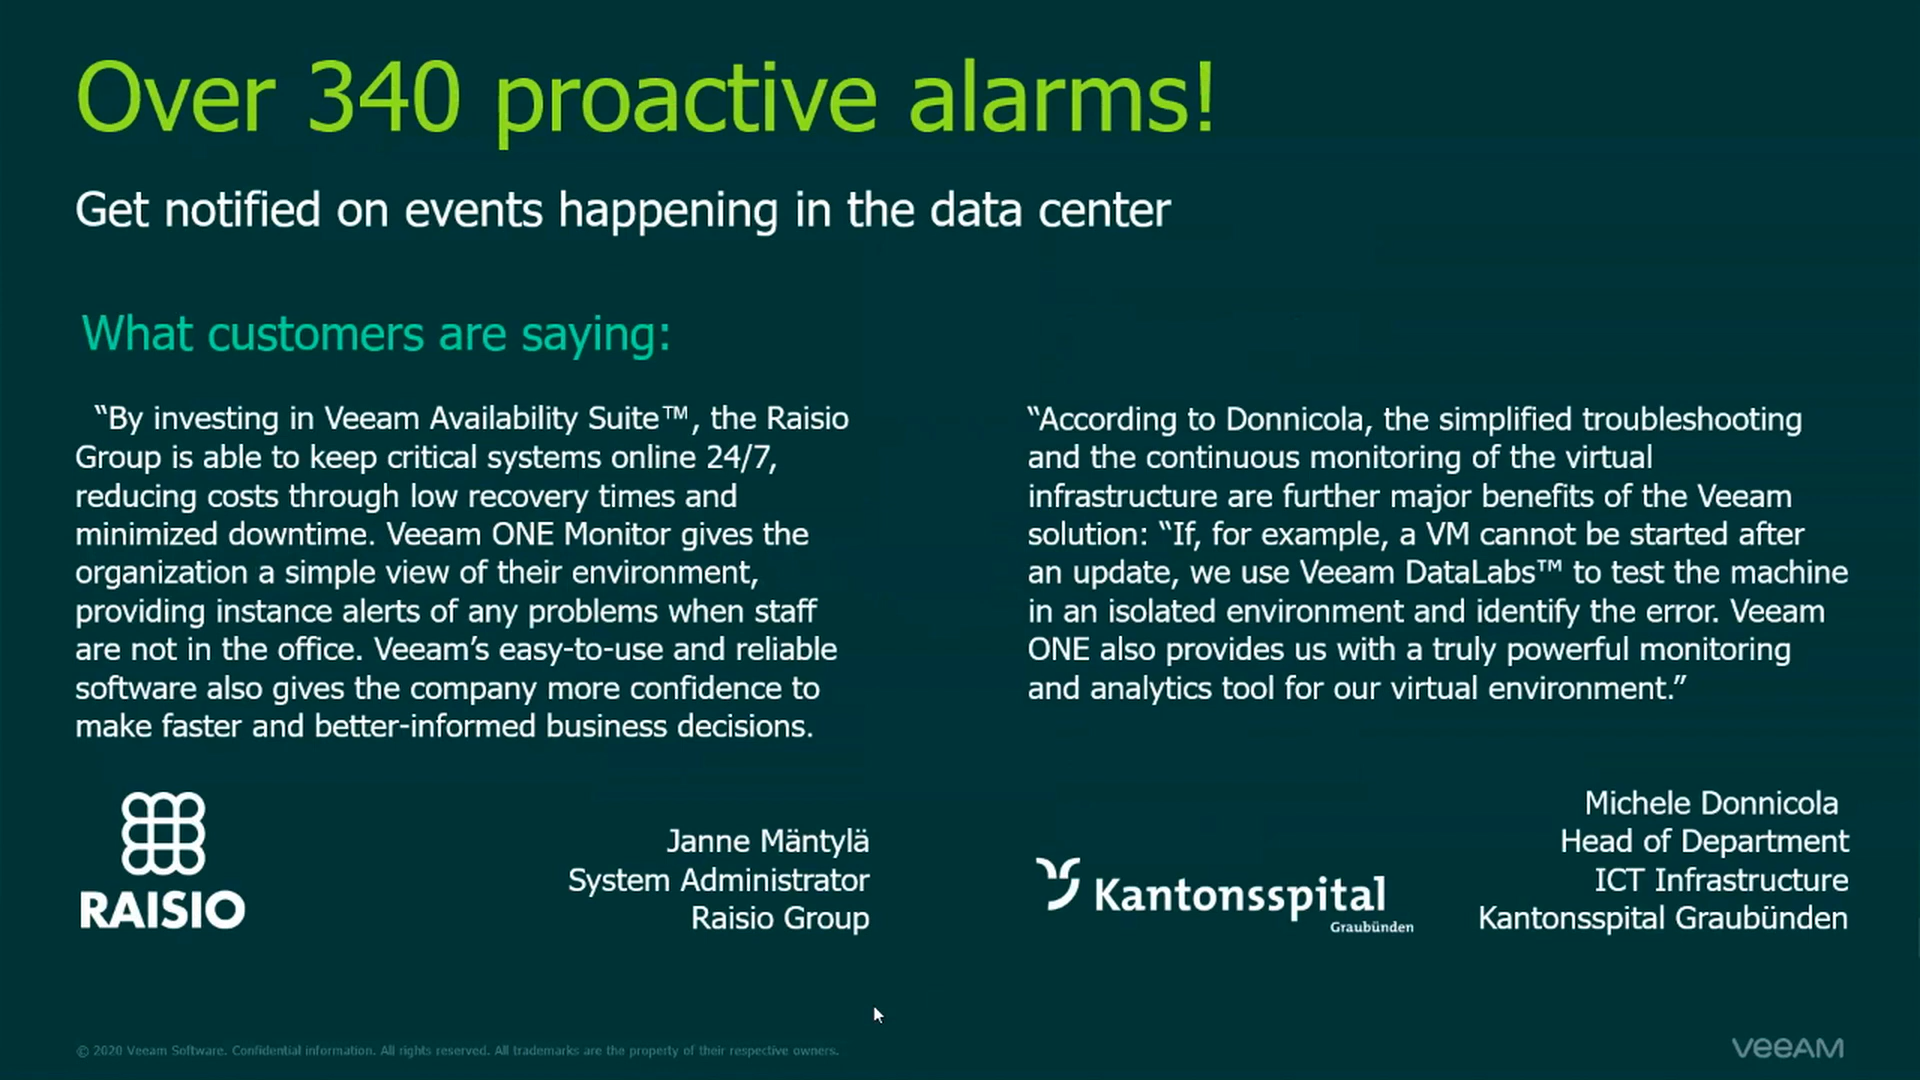 Over 340 proactive alarms!
Get notified on events happening in the data center
What customers are saying:
“By investing in Veeam Availability Suite™, the Raisio
Group is able to keep critical systems online 24/7,
reducing costs through low recovery times and
minimized downtime. Veeam ONE Monitor gives the
organization a simple view of their environment,
providing instance alerts of any problems when staff
are not in the office. Veeam’s easy-to-use and reliable
software also gives the company more confidence to
make faster and better-informed business decisions.
RAISIO
Janne Mäntylä
System Administrator
Raisio Group
“According to Donnicola, the simplified troubleshooting
and the continuous monitoring of the virtual
infrastructure are further major benefits of the Veeam
solution: “If, for example, a VM cannot be started after
an update, we use Veeam DataLabs™ to test the machine
in an isolated environment and identify the error. Veeam
ONE also provides us with a truly powerful monitoring
and analytics tool for our virtual environment.”
Kantonsspital
Graubünden
Michele Donnicola
Head of Department
ICT Infrastructure
Kantonsspital Graubünden
© 2020 Veeam Software. Confidential information. All rights reserved. All trademarks are the property of their respective owners.
veeAM